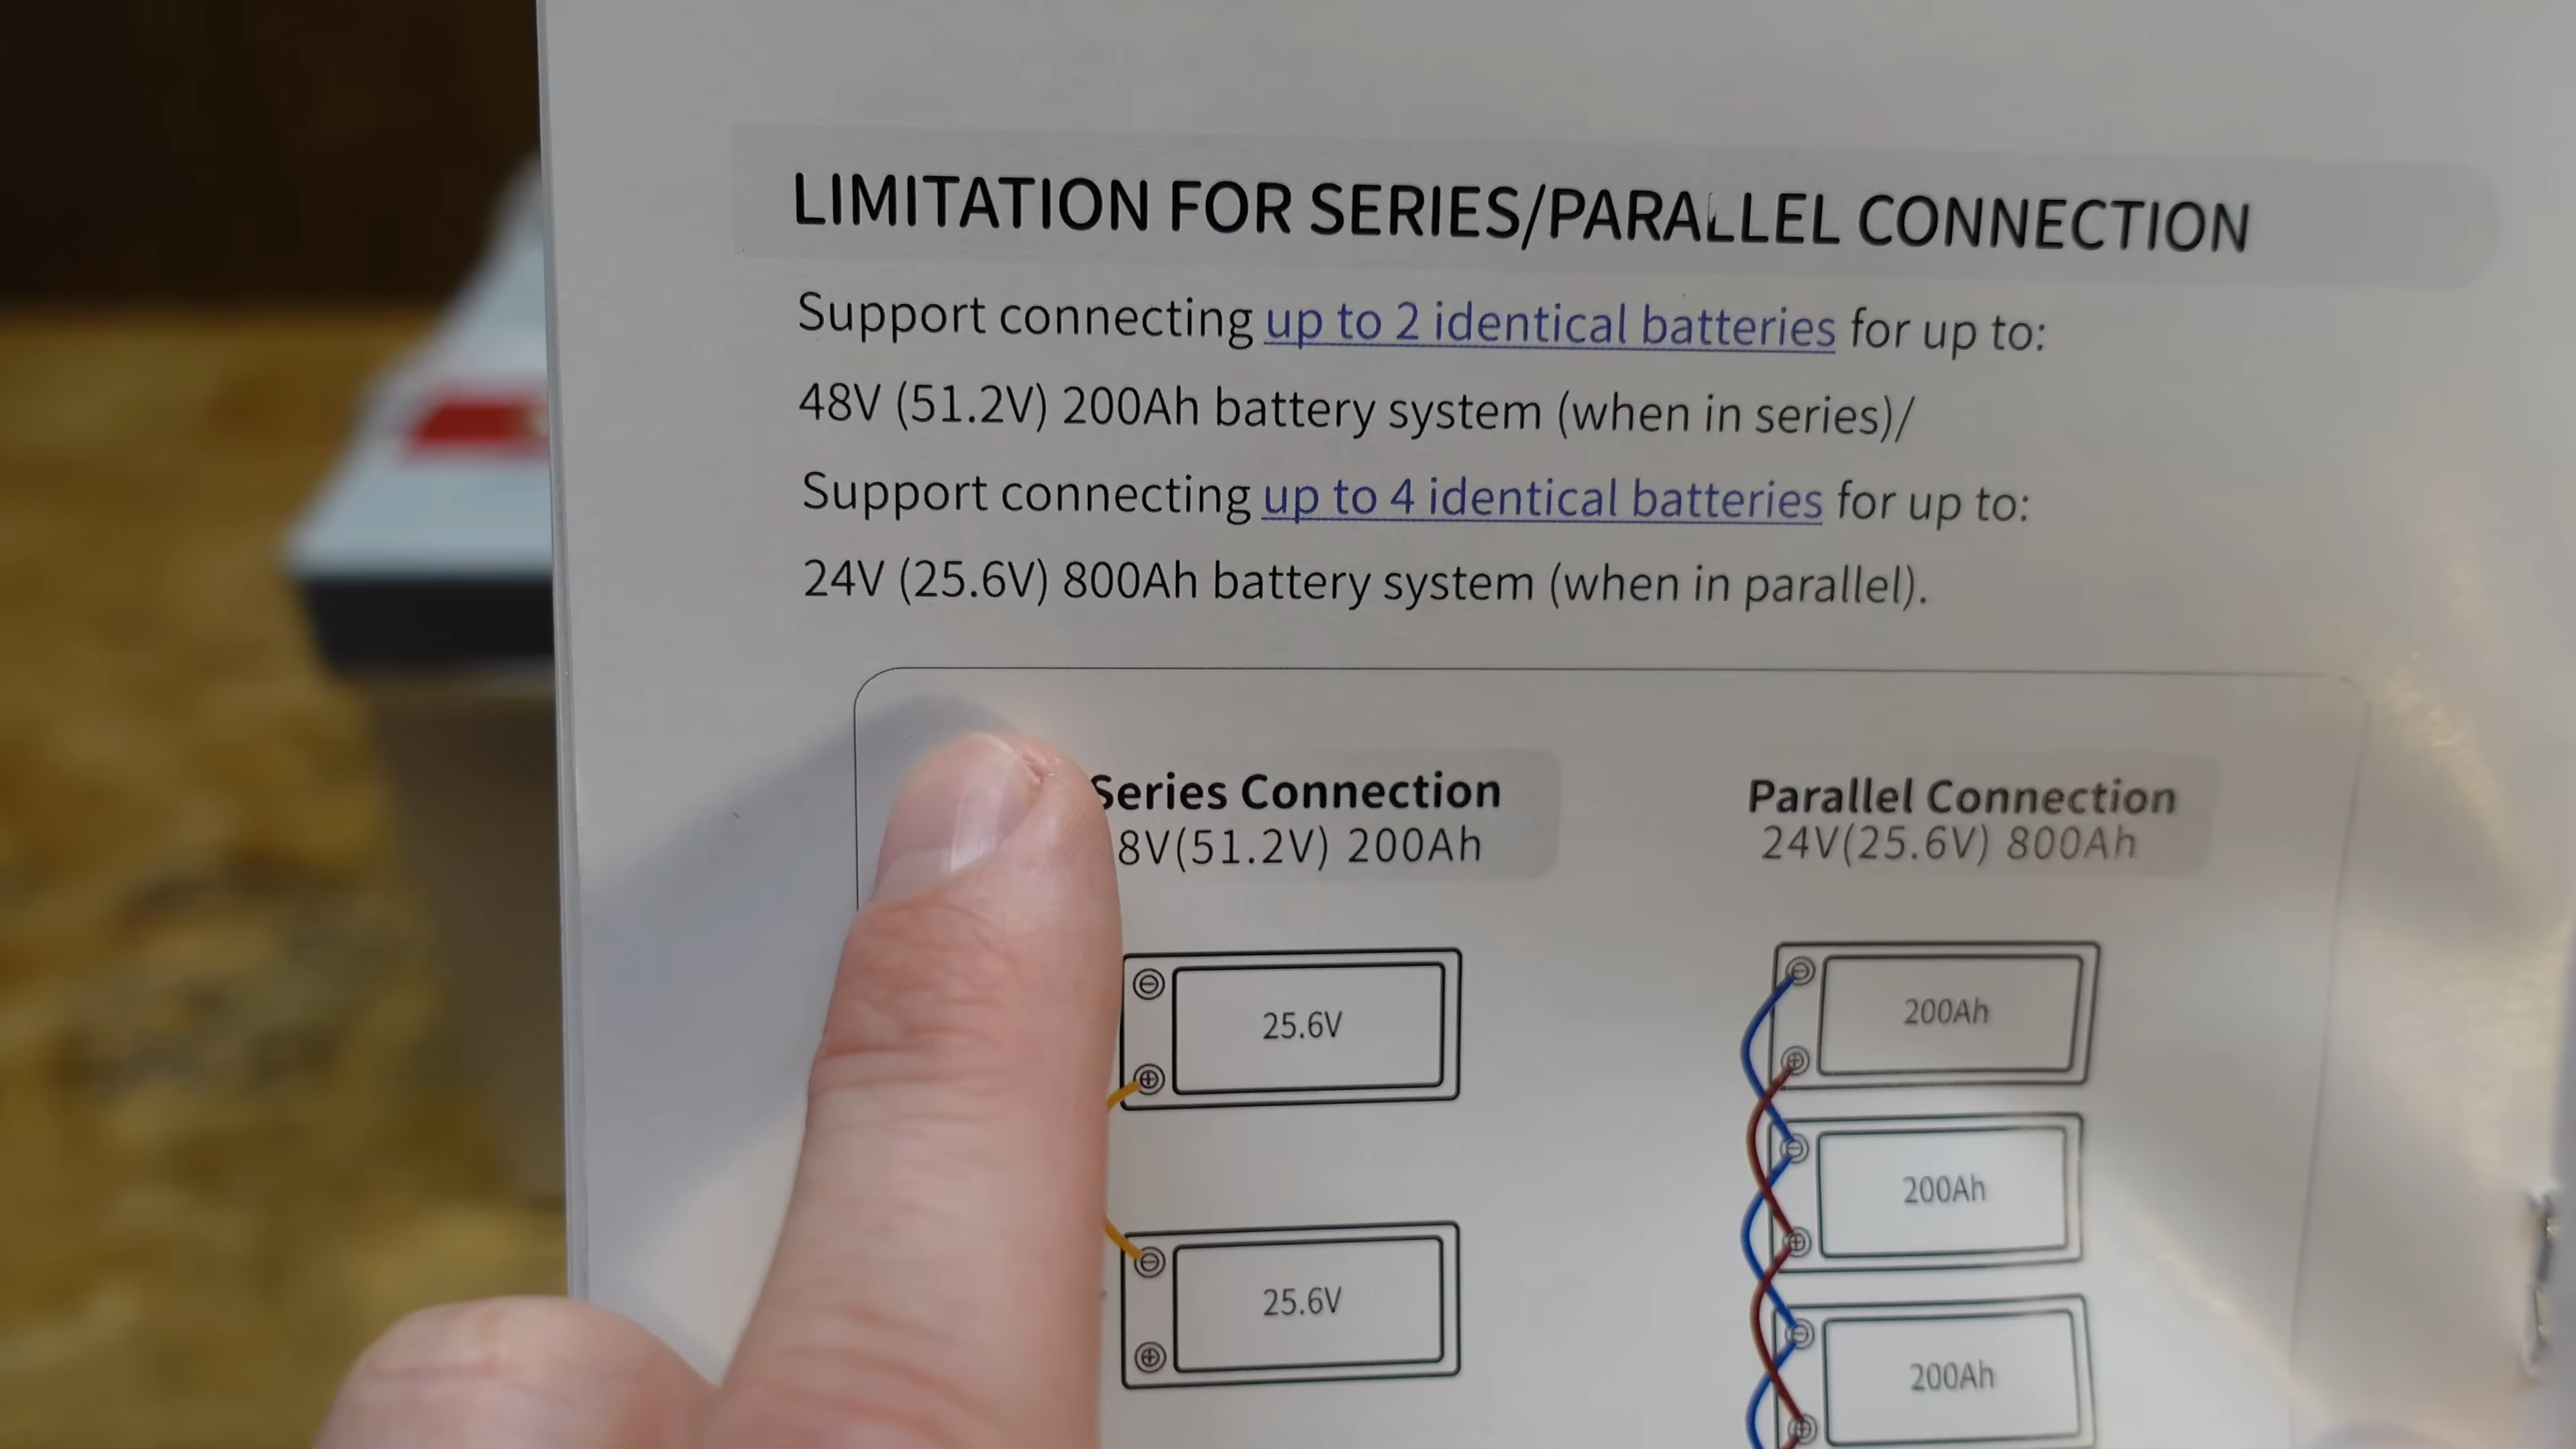 LIMITATION FOR SERIES/PARALLEL CONNECTION
Support connecting up to 2 identical batteries for up to:
48V (51.2V) 200Ah battery system (when in series)/
Support connecting up to 4 identical batteries for up to:
24V (25.6V) 800Ah battery system (when in parallel).
Series Connection
8V(51.2V) 200Ah
25.6V
25.6V
Parallel Connection
24V(25.6V) 800Ah
200Ah
200Ah
200Ah